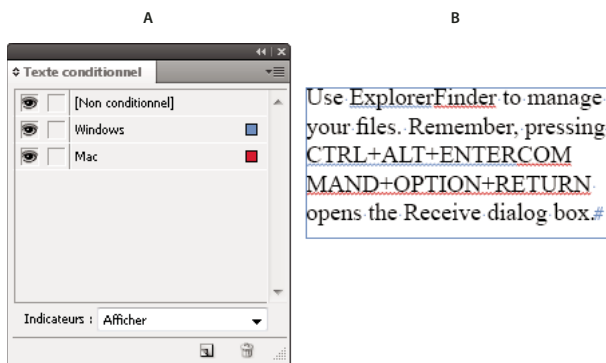 A
B
Texte conditionnel
[Non conditionnel]
Windows
Mac
Indicateurs : Afficher
Use ExplorerFinder to manage
your files. Remember, pressing
CTRL+ALT+ENTERCOM
MAND+OPTION+RETURN
opens the Receive dialog box.#